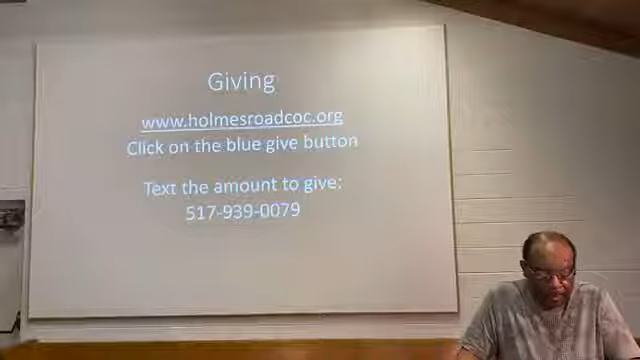 Giving
www.holmesroadcoc.org
Click on the blue give button
Text the amount to give:
517-939-0079